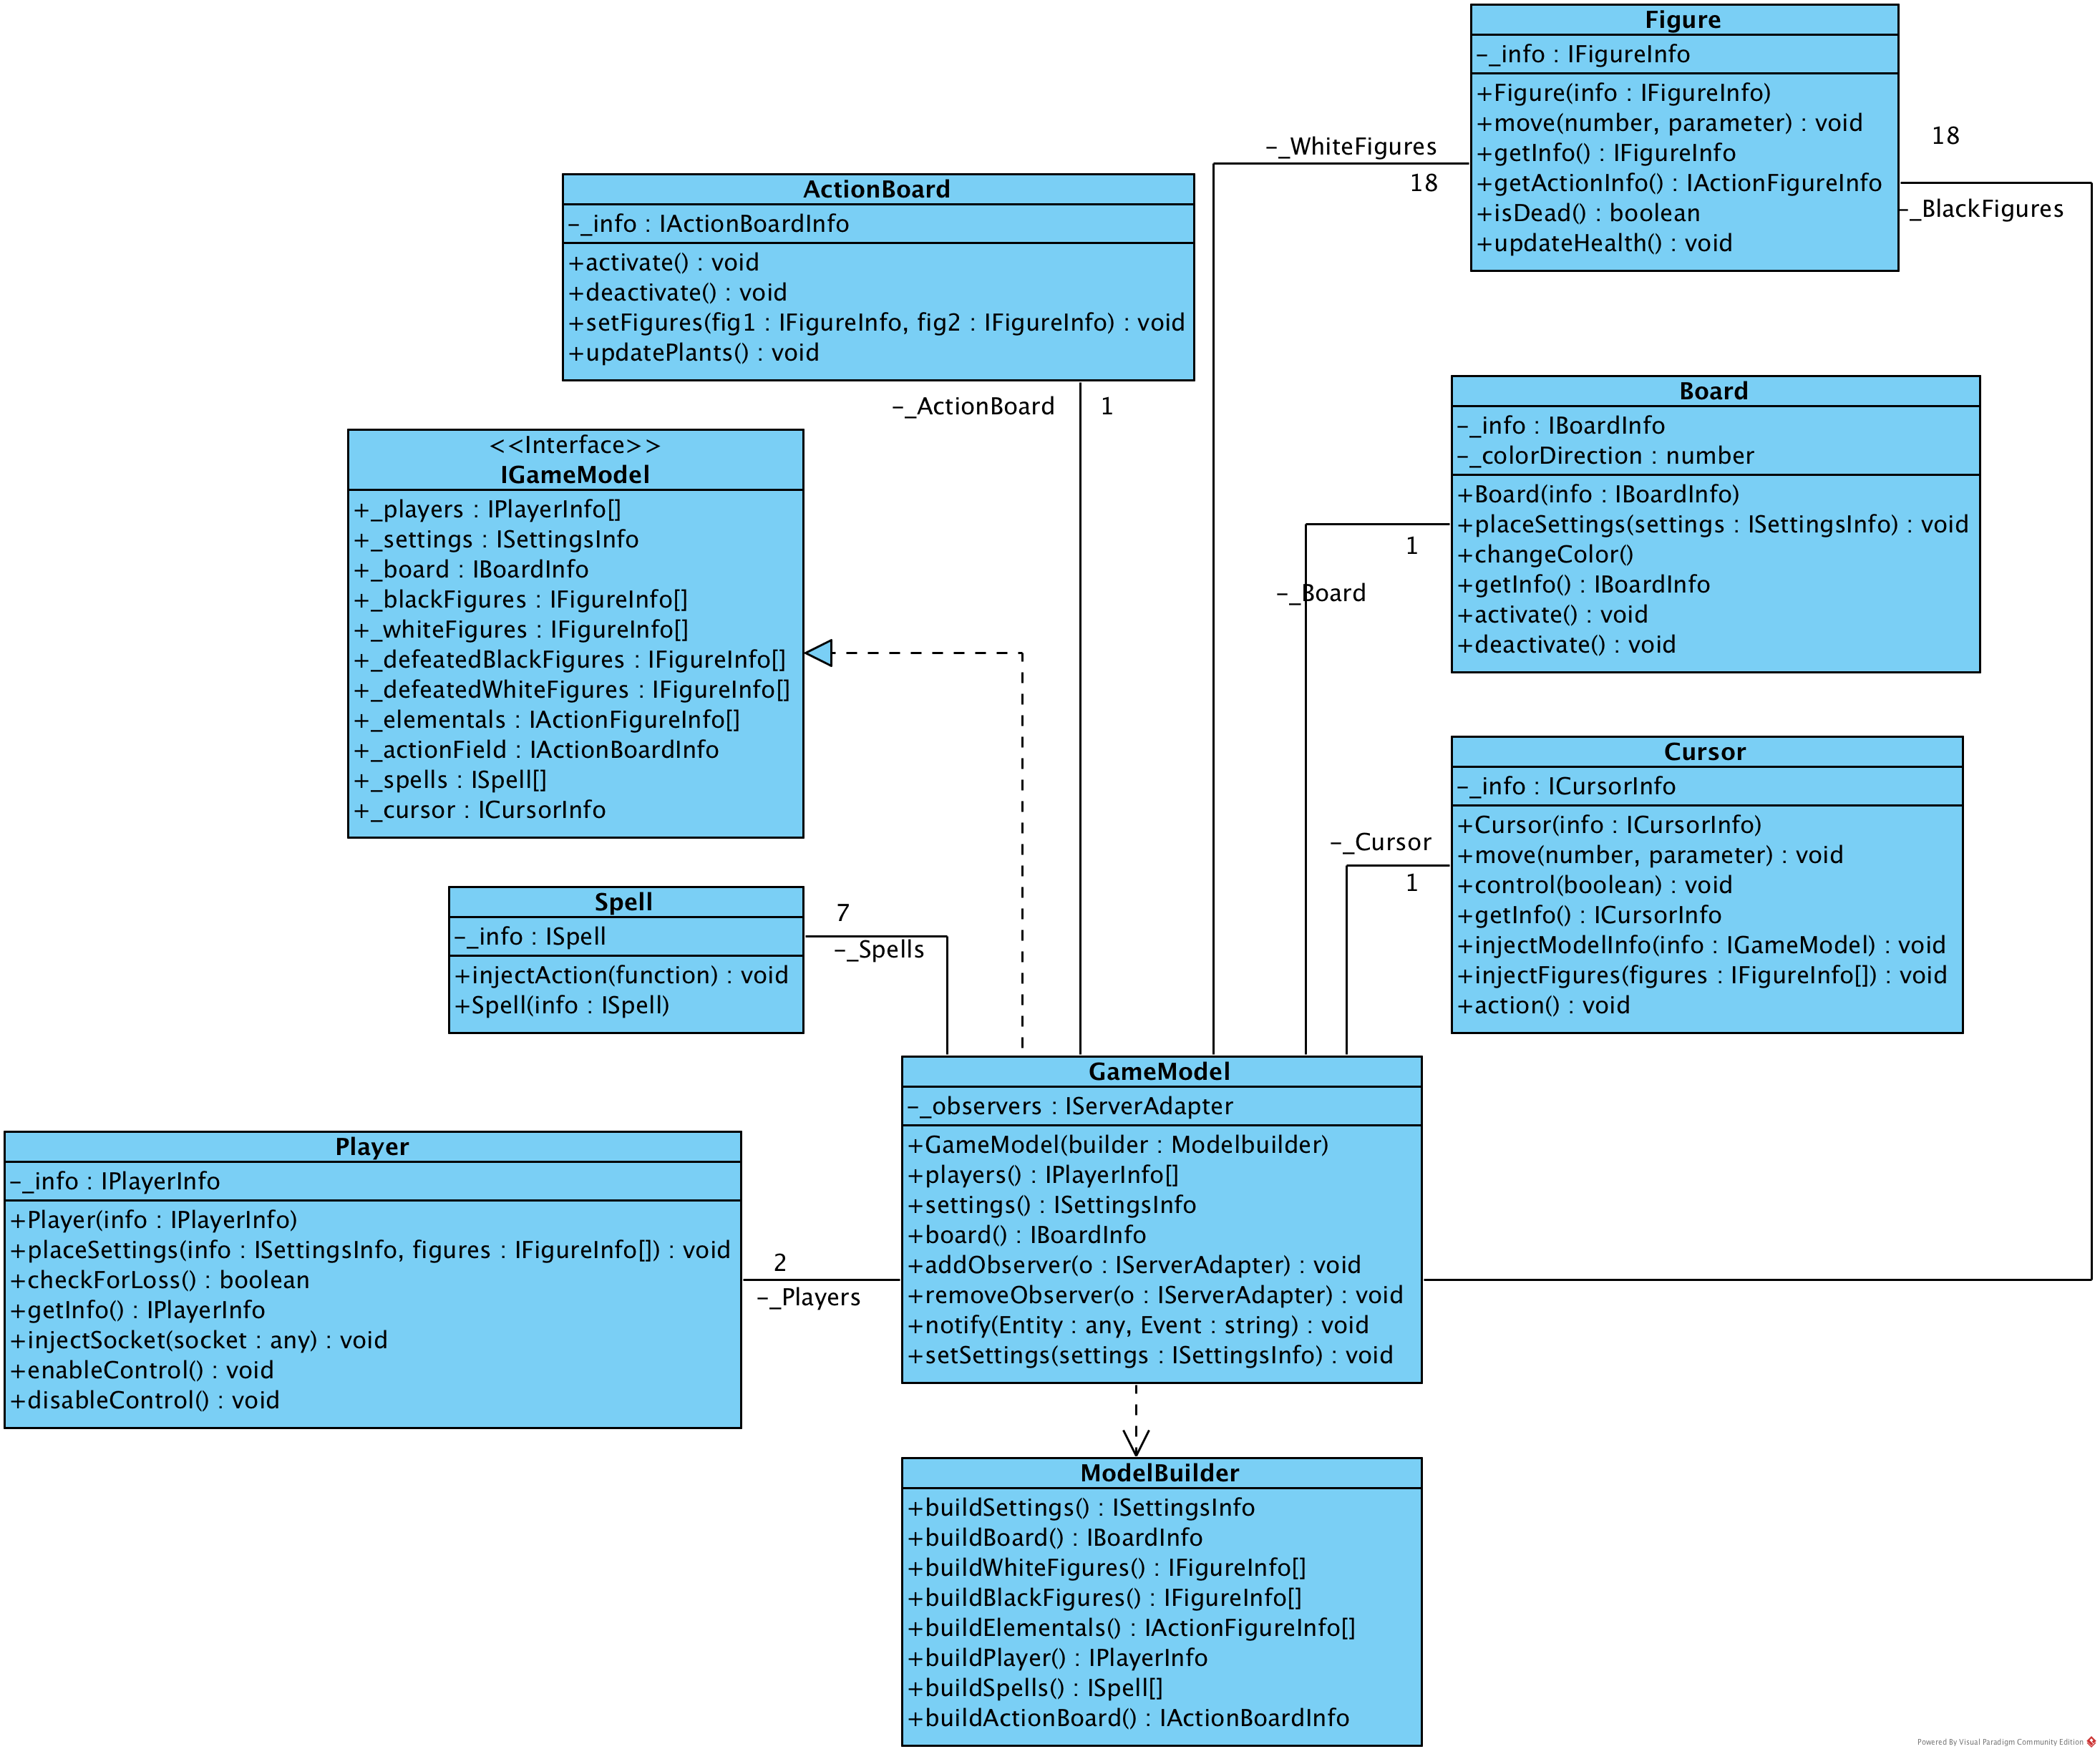 Figure
-_info : IFigureInfo
+Figure(info : IFigureInfo)
+move(number, parameter) : void
+getInfo() : IFigureInfo
+getActionInfo() : IActionFigureInfo
+isDead() : boolean
+updateHealth() : void
18
-_BlackFigures
-_WhiteFigures
18
ActionBoard
-_info : IActionBoardInfo
+activate() : void
+deactivate() : void
+setFigures(fig1 : IFigureInfo, fig2 : IFigureInfo) : void
+updatePlants() : void
-_ActionBoard
1
Board
-_info : IBoardInfo
-_colorDirection : number
+Board(info : IBoardInfo)
+placeSettings(settings : ISettingsInfo) : void
+changeColor()
+getInfo() : IBoardInfo
+activate() : void
+deactivate() : void
1
-_Board
<<Interface>>
IGameModel
+_players : IPlayerInfo[]
+_settings : ISettingsInfo
+_board : IBoardInfo
+_blackFigures : IFigureInfo[]
+_whiteFigures : IFigureInfo[]
+_defeatedBlackFigures : IFigureInfo[]
+_defeatedWhiteFigures : IFigureInfo[]
+_elementals : IActionFigureInfo[]
+_actionField : IActionBoardInfo
+_spells : ISpell[]
+_cursor : ICursorInfo
Cursor
-_info : ICursorInfo
+Cursor(info : ICursorInfo)
+move(number, parameter) : void
+control(boolean) : void
+getInfo() : ICursorInfo
+injectModelInfo(info : IGameModel) : void
+injectFigures(figures : IFigureInfo[]) : void
+action() : void
-_Cursor
1
Spell
-_info : ISpell
+injectAction(function) : void
+Spell(info : ISpell)
7
-_Spells
GameModel
-_observers : IServerAdapter
+GameModel(builder : Modelbuilder)
+players() : IPlayerInfo[]
+settings() : ISettingsInfo
+board() : IBoardInfo
+addObserver(o : IServerAdapter) : void
+removeObserver(o : IServerAdapter) : void
+notify(Entity : any, Event : string) : void
+setSettings(settings : ISettingsInfo) : void
Player
-_info : IPlayerInfo
+Player(info : IPlayerInfo)
+placeSettings(info : ISettingsInfo, figures : IFigureInfo[]) : void
+checkForLoss() : boolean
+getInfo() : IPlayerInfo
+injectSocket(socket : any) : void
+enableControl() : void
+disableControl() : void
2
-_Players
ModelBuilder
+buildSettings() : ISettingsInfo
+buildBoard() : IBoardInfo
+buildWhiteFigures() : IFigureInfo[]
+buildBlackFigures() : IFigureInfo[]
+buildElementals() : IActionFigureInfo[]
+buildPlayer() : IPlayerInfo
+buildSpells() : ISpell[]
+buildActionBoard() : IActionBoardInfo
Powered By Visual Paradigm Community Edition